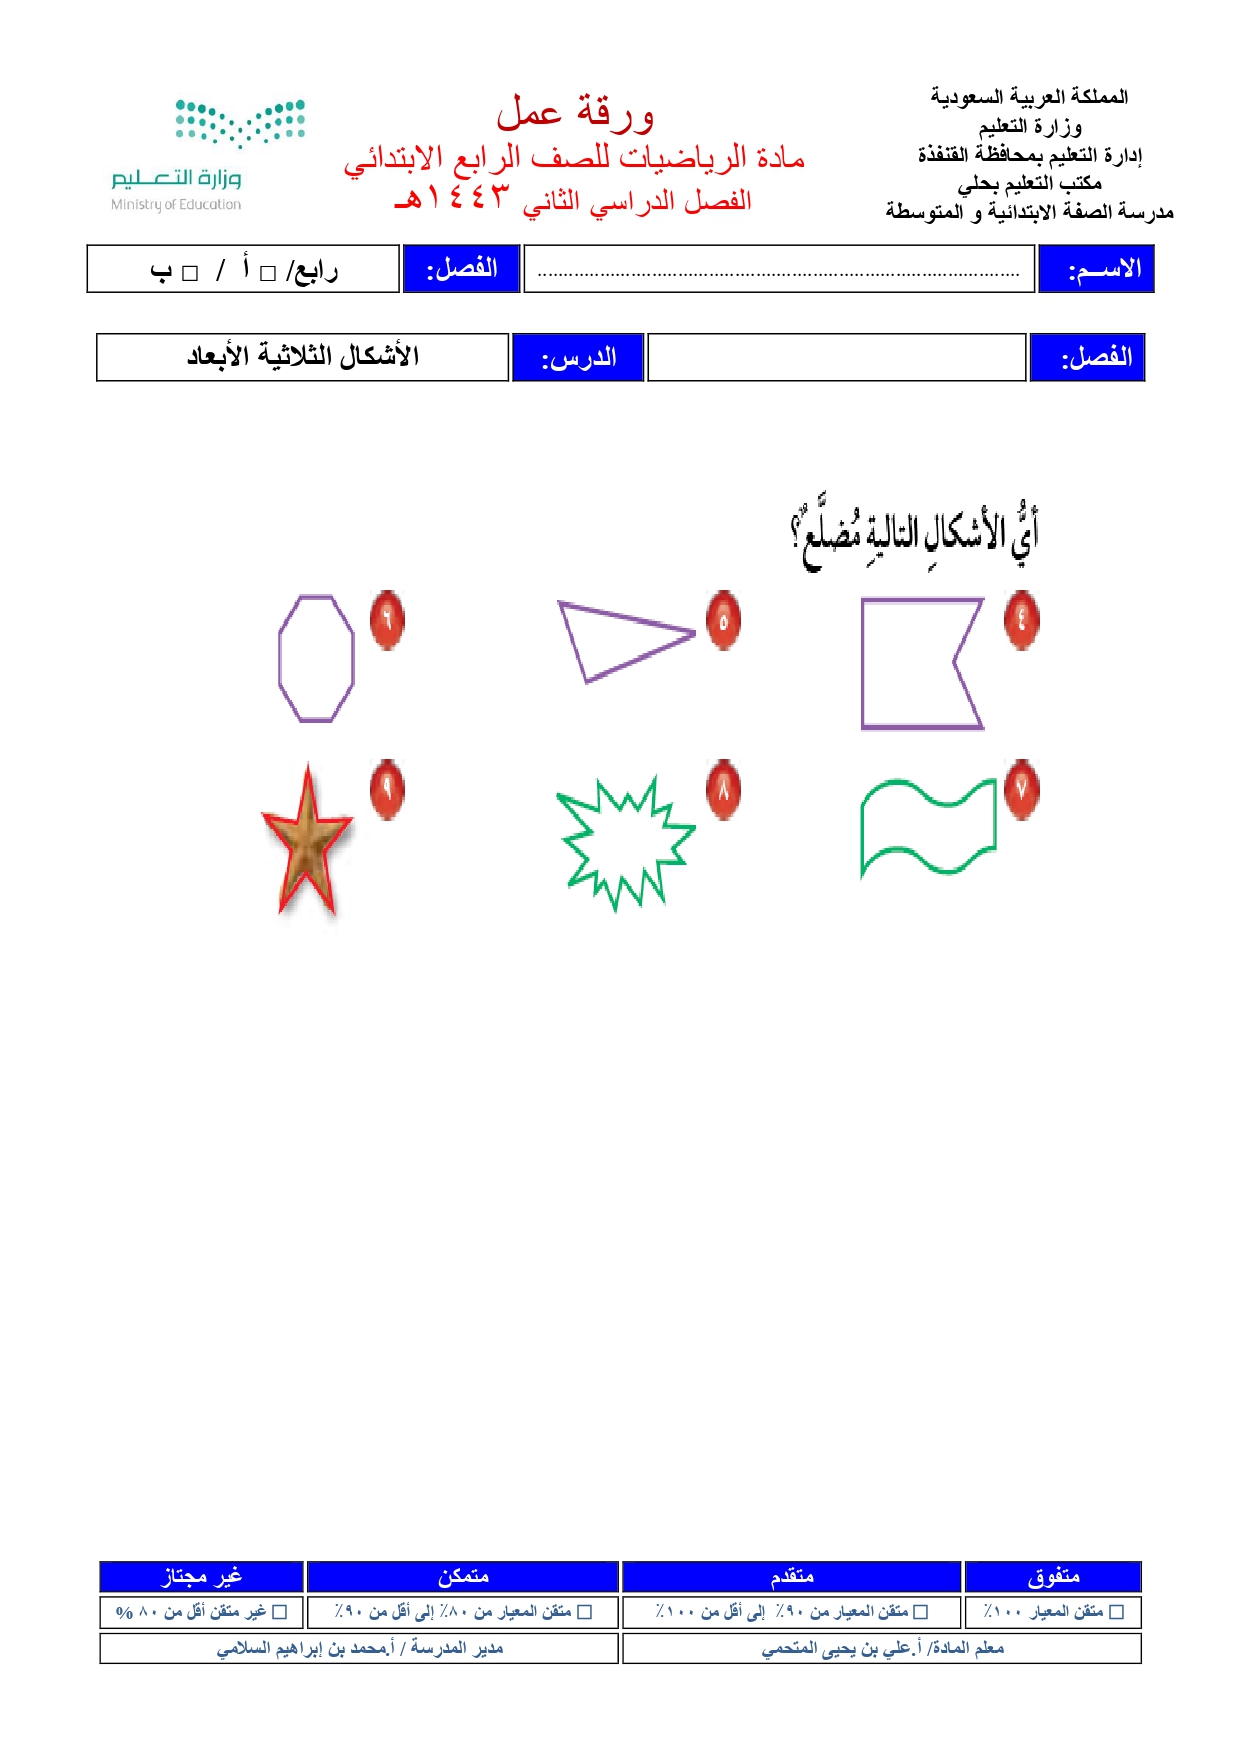 المملكة العربية السعودية
وزارة التعليم
إدارة التعليم بمحافظة القنفذة
مكتب التعليم بحلي
مدرسة الصفة الابتدائية و المتوسطة
ورقة عمل
مادة الرياضيات للصف الرابع الابتدائي
الفصل الدراسي الثاني ١٤٤٣هـ
وزارة التعـــليم
Ministry of Education
الاســم: ............................................................................................ الفصل: رابع/ □ أ / □ ب
الفصل: الدرس: الأشكال الثلاثية الأبعاد
أيُّ الأشكالِ التاليةِ مُضلَّعٌ؟
٤ ٥ ٦
٧ ٨ ٩
متفوق متقدم متمكن غير مجتاز
□ متقن المعيار ١٠٠٪ □ متقن المعيار من ٩٠٪ إلى أقل من ١٠٠٪ □ متقن المعيار من ٨٠٪ إلى أقل من ٩٠٪ □ غير متقن أقل من ٨٠ %
معلم المادة/ أ.علي بن يحيى المتحمي مدير المدرسة / أ.محمد بن إبراهيم السلامي